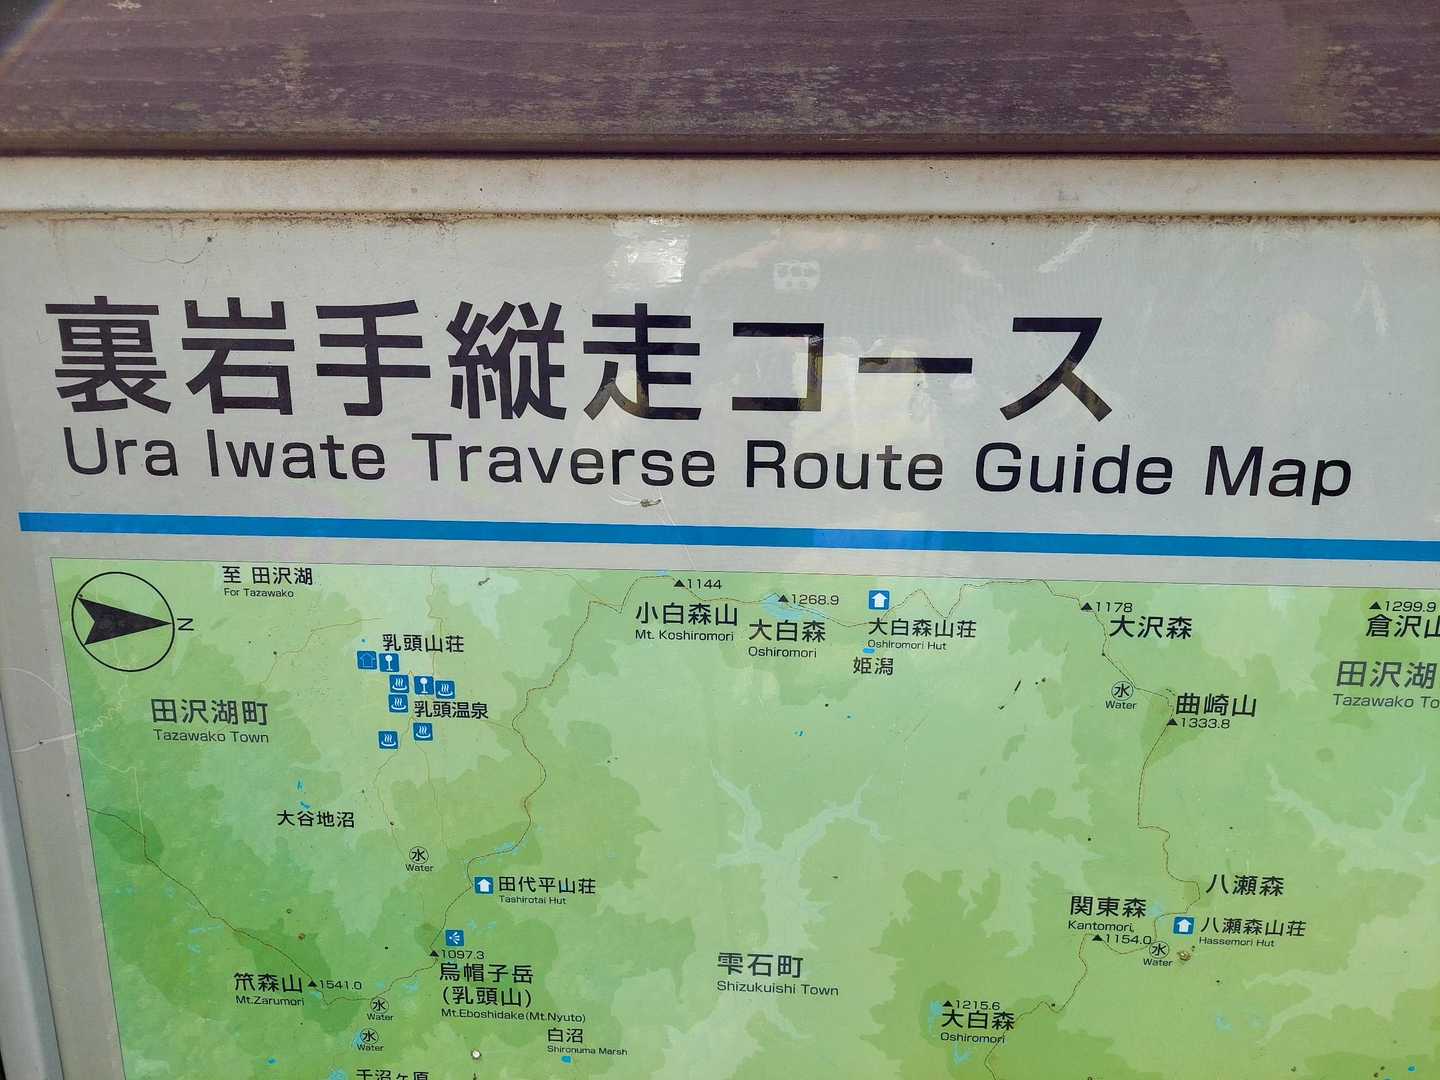 裏岩手縦走コース
Ura Iwate Traverse Route Guide Map
N
至 田沢湖
For Tazawako
乳頭山荘
乳頭温泉
田沢湖町
Tazawako Town
大谷地沼
水
Water
田代平山荘
Tashirotai Hut
1097.3
烏帽子岳
(乳頭山)
Mt.Eboshidake(Mt.Nyuto)
笊森山
1541.0
Mt.Zarumori
水
Water
水
Water
白沼
Shironuma Marsh
千沼ヶ原
1144
小白森山
Mt. Koshiromori
1268.9
大白森
Oshiromori
大白森山荘
Oshiromori Hut
姫潟
1178
大沢森
水
Water
曲崎山
1333.8
1299.9
倉沢山
田沢湖
Tazawako To
八瀬森
関東森
Kantomori,
1154.0
八瀬森山荘
Hassemori Hut
水
Water
雫石町
Shizukuishi Town
1215.6
大白森
Oshiromori